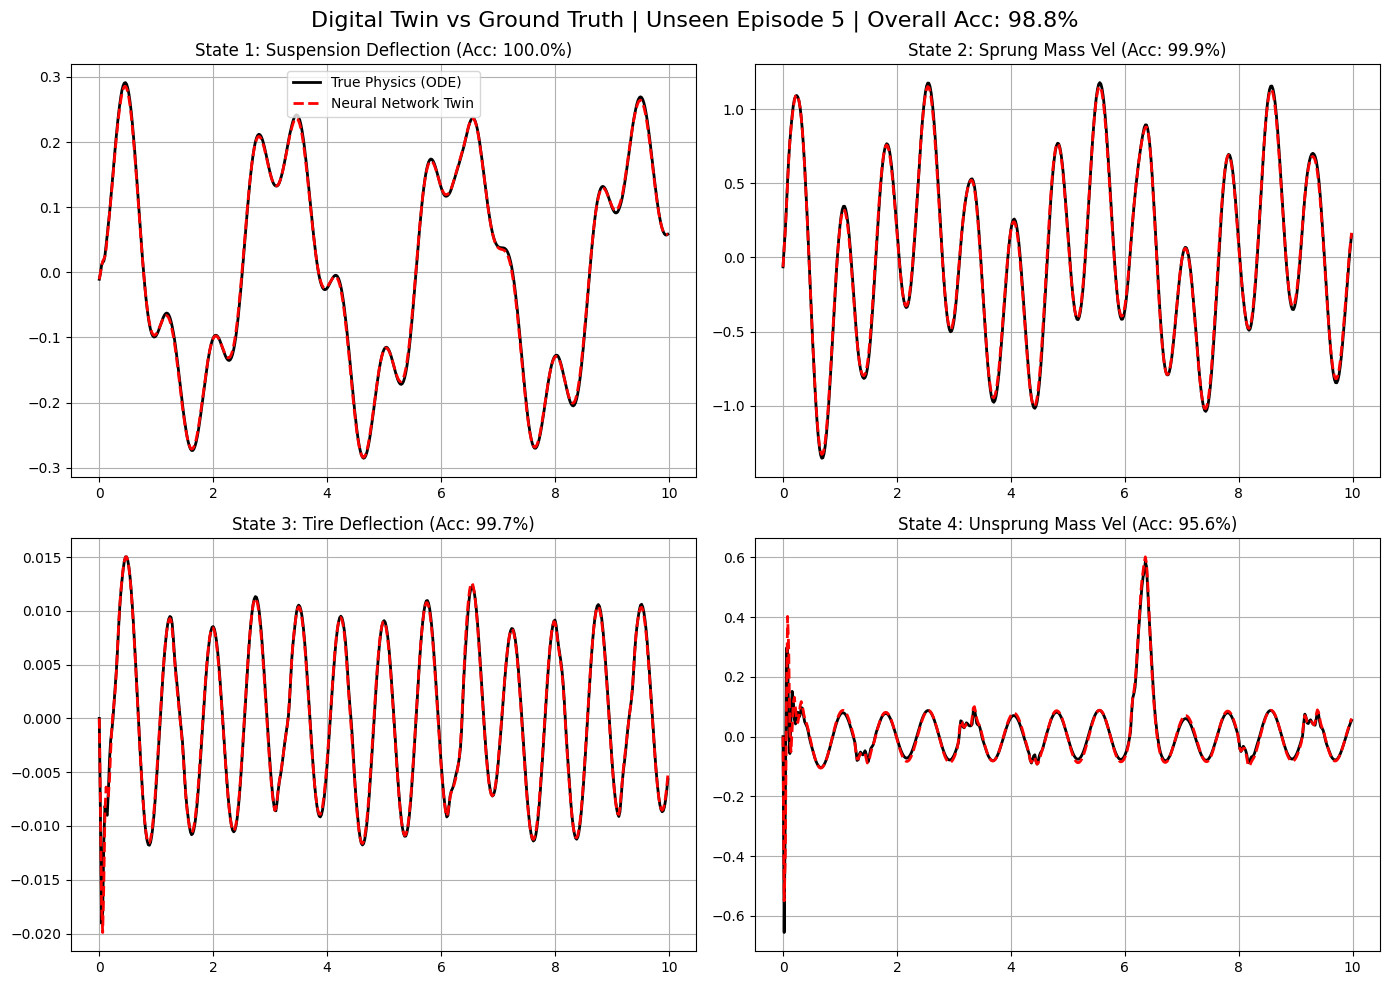 Digital Twin vs Ground Truth | Unseen Episode 5 | Overall Acc: 98.8%
State 1: Suspension Deflection (Acc: 100.0%)
True Physics (ODE)
Neural Network Twin
0.3
0.2
0.1
0.0
−0.1
−0.2
−0.3
0 2 4 6 8 10
State 2: Sprung Mass Vel (Acc: 99.9%)
1.0
0.5
0.0
−0.5
−1.0
0 2 4 6 8 10
State 3: Tire Deflection (Acc: 99.7%)
0.015
0.010
0.005
0.000
−0.005
−0.010
−0.015
−0.020
0 2 4 6 8 10
State 4: Unsprung Mass Vel (Acc: 95.6%)
0.6
0.4
0.2
0.0
−0.2
−0.4
−0.6
0 2 4 6 8 10